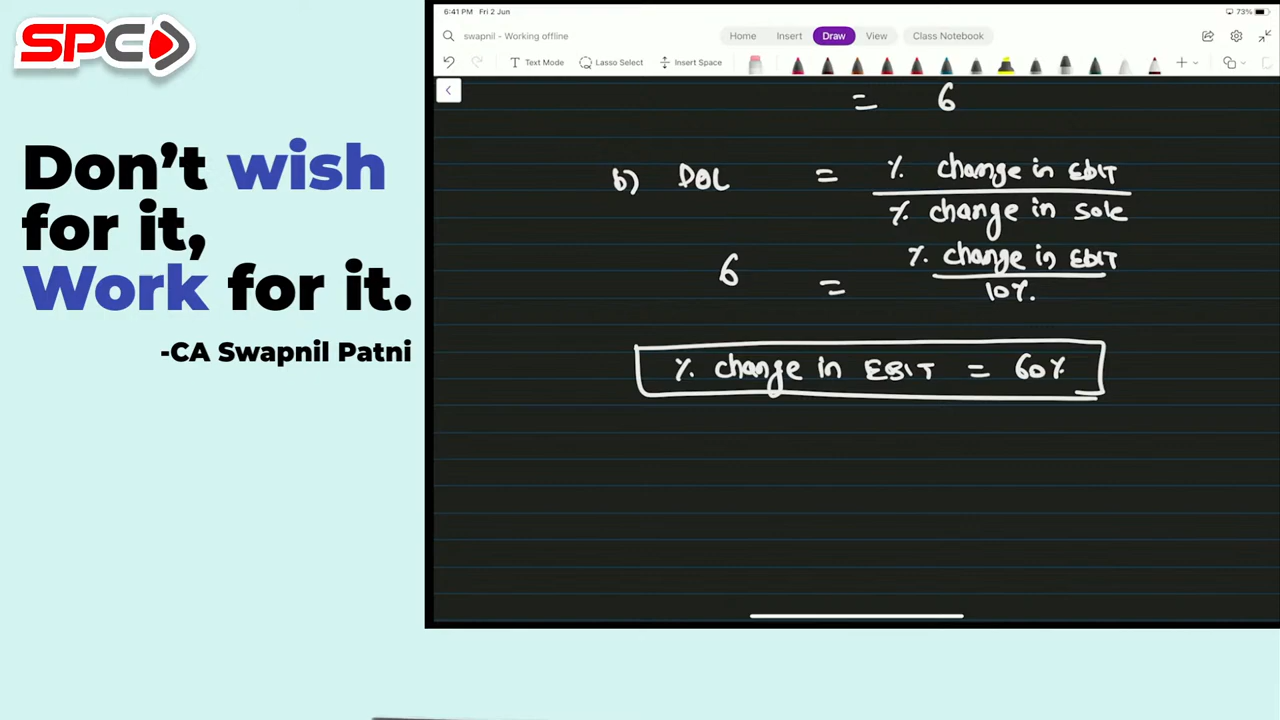 SPC
Don't wish
for it,
Work for it.
-CA Swapnil Patni
6:41 PM Fri 2 Jun
73%
swapnil - Working offline
Home Insert Draw View Class Notebook
Text Mode Lasso Select Insert Space
= 6
b) DOL = % change in EBIT
% change in sale
6 = % change in EBIT
10%.
% change in EBIT = 60%